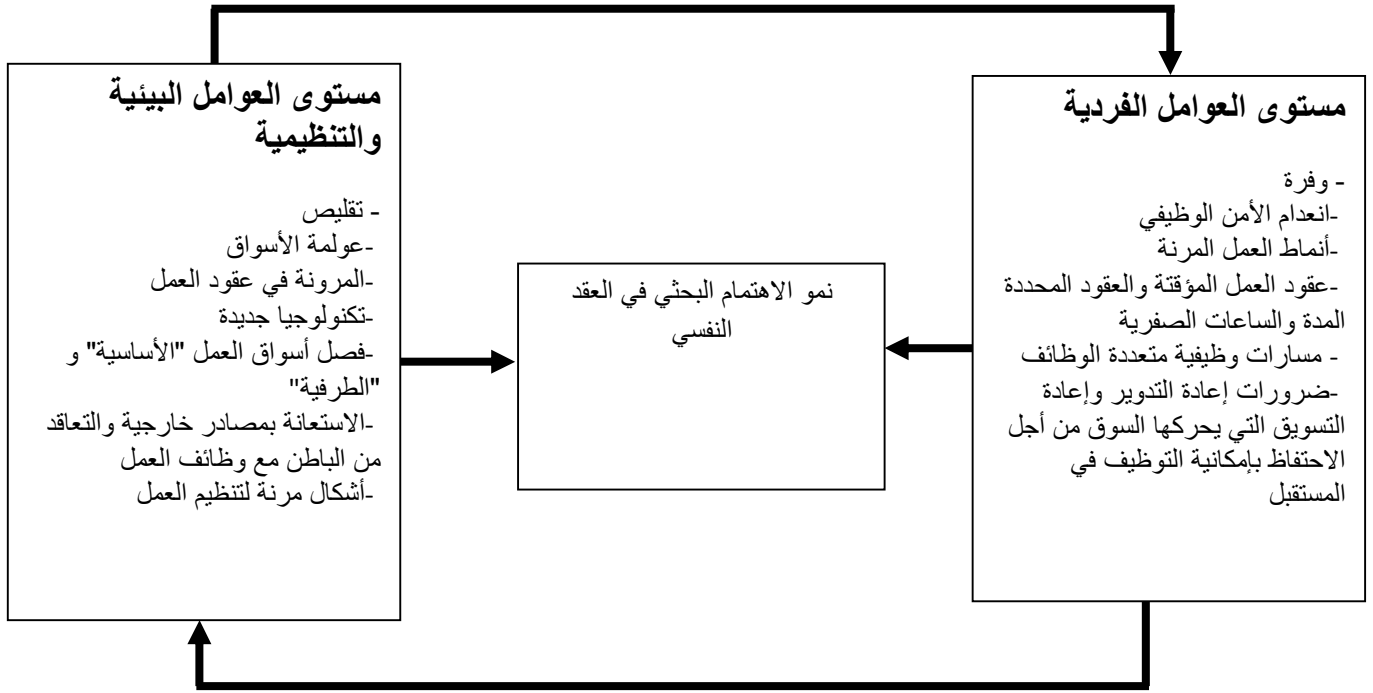 مستوى العوامل الفردية
- وفرة
-انعدام الأمن الوظيفي
-أنماط العمل المرنة
-عقود العمل المؤقتة والعقود المحددة
المدة والساعات الصفرية
- مسارات وظيفية متعددة الوظائف
-ضرورات إعادة التدوير وإعادة
التسويق التي يحركها السوق من أجل
الاحتفاظ بإمكانية التوظيف في
المستقبل
نمو الاهتمام البحثي في العقد
النفسي
مستوى العوامل البيئية
والتنظيمية
- تقليص
-عولمة الأسواق
-المرونة في عقود العمل
-تكنولوجيا جديدة
-فصل أسواق العمل "الأساسية" و
"الطرفية"
-الاستعانة بمصادر خارجية والتعاقد
من الباطن مع وظائف العمل
-أشكال مرنة لتنظيم العمل